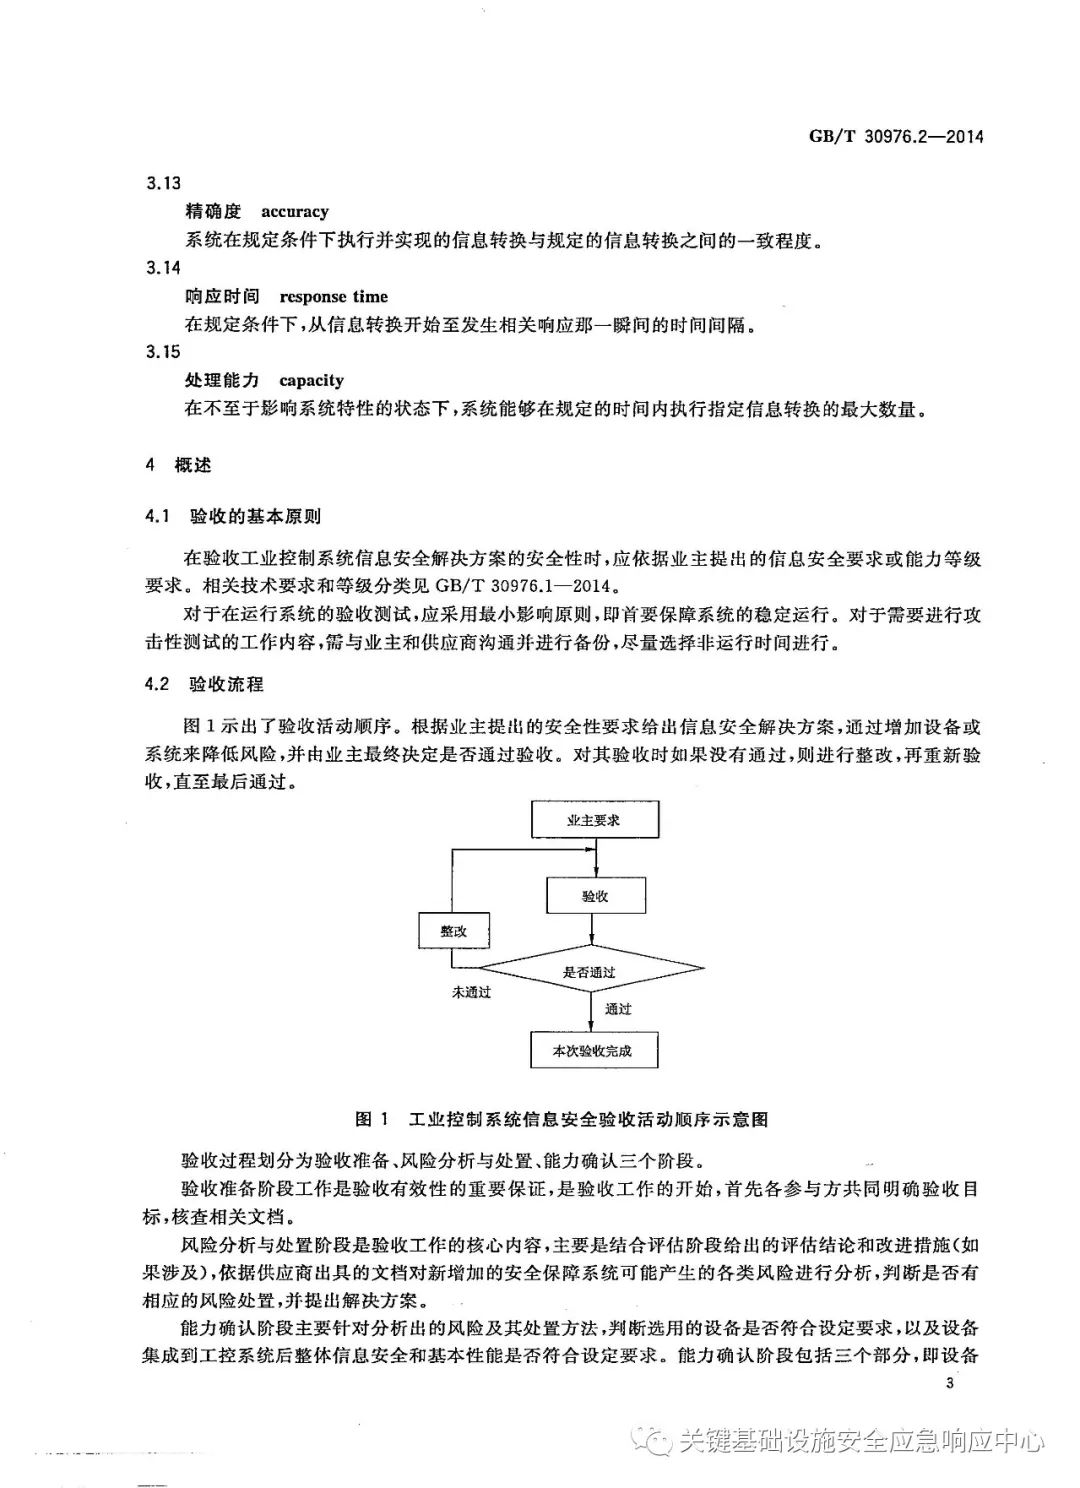 GB/T 30976.2—2014
3.13
精确度 accuracy
系统在规定条件下执行并实现的信息转换与规定的信息转换之间的一致程度。
3.14
响应时间 response time
在规定条件下,从信息转换开始至发生相关响应那一瞬间的时间间隔。
3.15
处理能力 capacity
在不至于影响系统特性的状态下,系统能够在规定的时间内执行指定信息转换的最大数量。
4 概述
4.1 验收的基本原则
在验收工业控制系统信息安全解决方案的安全性时,应依据业主提出的信息安全要求或能力等级
要求。相关技术要求和等级分类见 GB/T 30976.1—2014。
对于在运行系统的验收测试,应采用最小影响原则,即首要保障系统的稳定运行。对于需要进行攻
击性测试的工作内容,需与业主和供应商沟通并进行备份,尽量选择非运行时间进行。
4.2 验收流程
图 1 示出了验收活动顺序。根据业主提出的安全性要求给出信息安全解决方案,通过增加设备或
系统来降低风险,并由业主最终决定是否通过验收。对其验收时如果没有通过,则进行整改,再重新验
收,直至最后通过。
业主要求
验收
整改
是否通过
未通过
通过
本次验收完成
图 1 工业控制系统信息安全验收活动顺序示意图
验收过程划分为验收准备、风险分析与处置、能力确认三个阶段。
验收准备阶段工作是验收有效性的重要保证,是验收工作的开始,首先各参与方共同明确验收目
标,核查相关文档。
风险分析与处置阶段是验收工作的核心内容,主要是结合评估阶段给出的评估结论和改进措施(如
果涉及),依据供应商出具的文档对新增加的安全保障系统可能产生的各类风险进行分析,判断是否有
相应的风险处置,并提出解决方案。
能力确认阶段主要针对分析出的风险及其处置方法,判断选用的设备是否符合设定要求,以及设备
集成到工控系统后整体信息安全和基本性能是否符合设定要求。能力确认阶段包括三个部分,即设备
3
关键基础设施安全应急响应中心